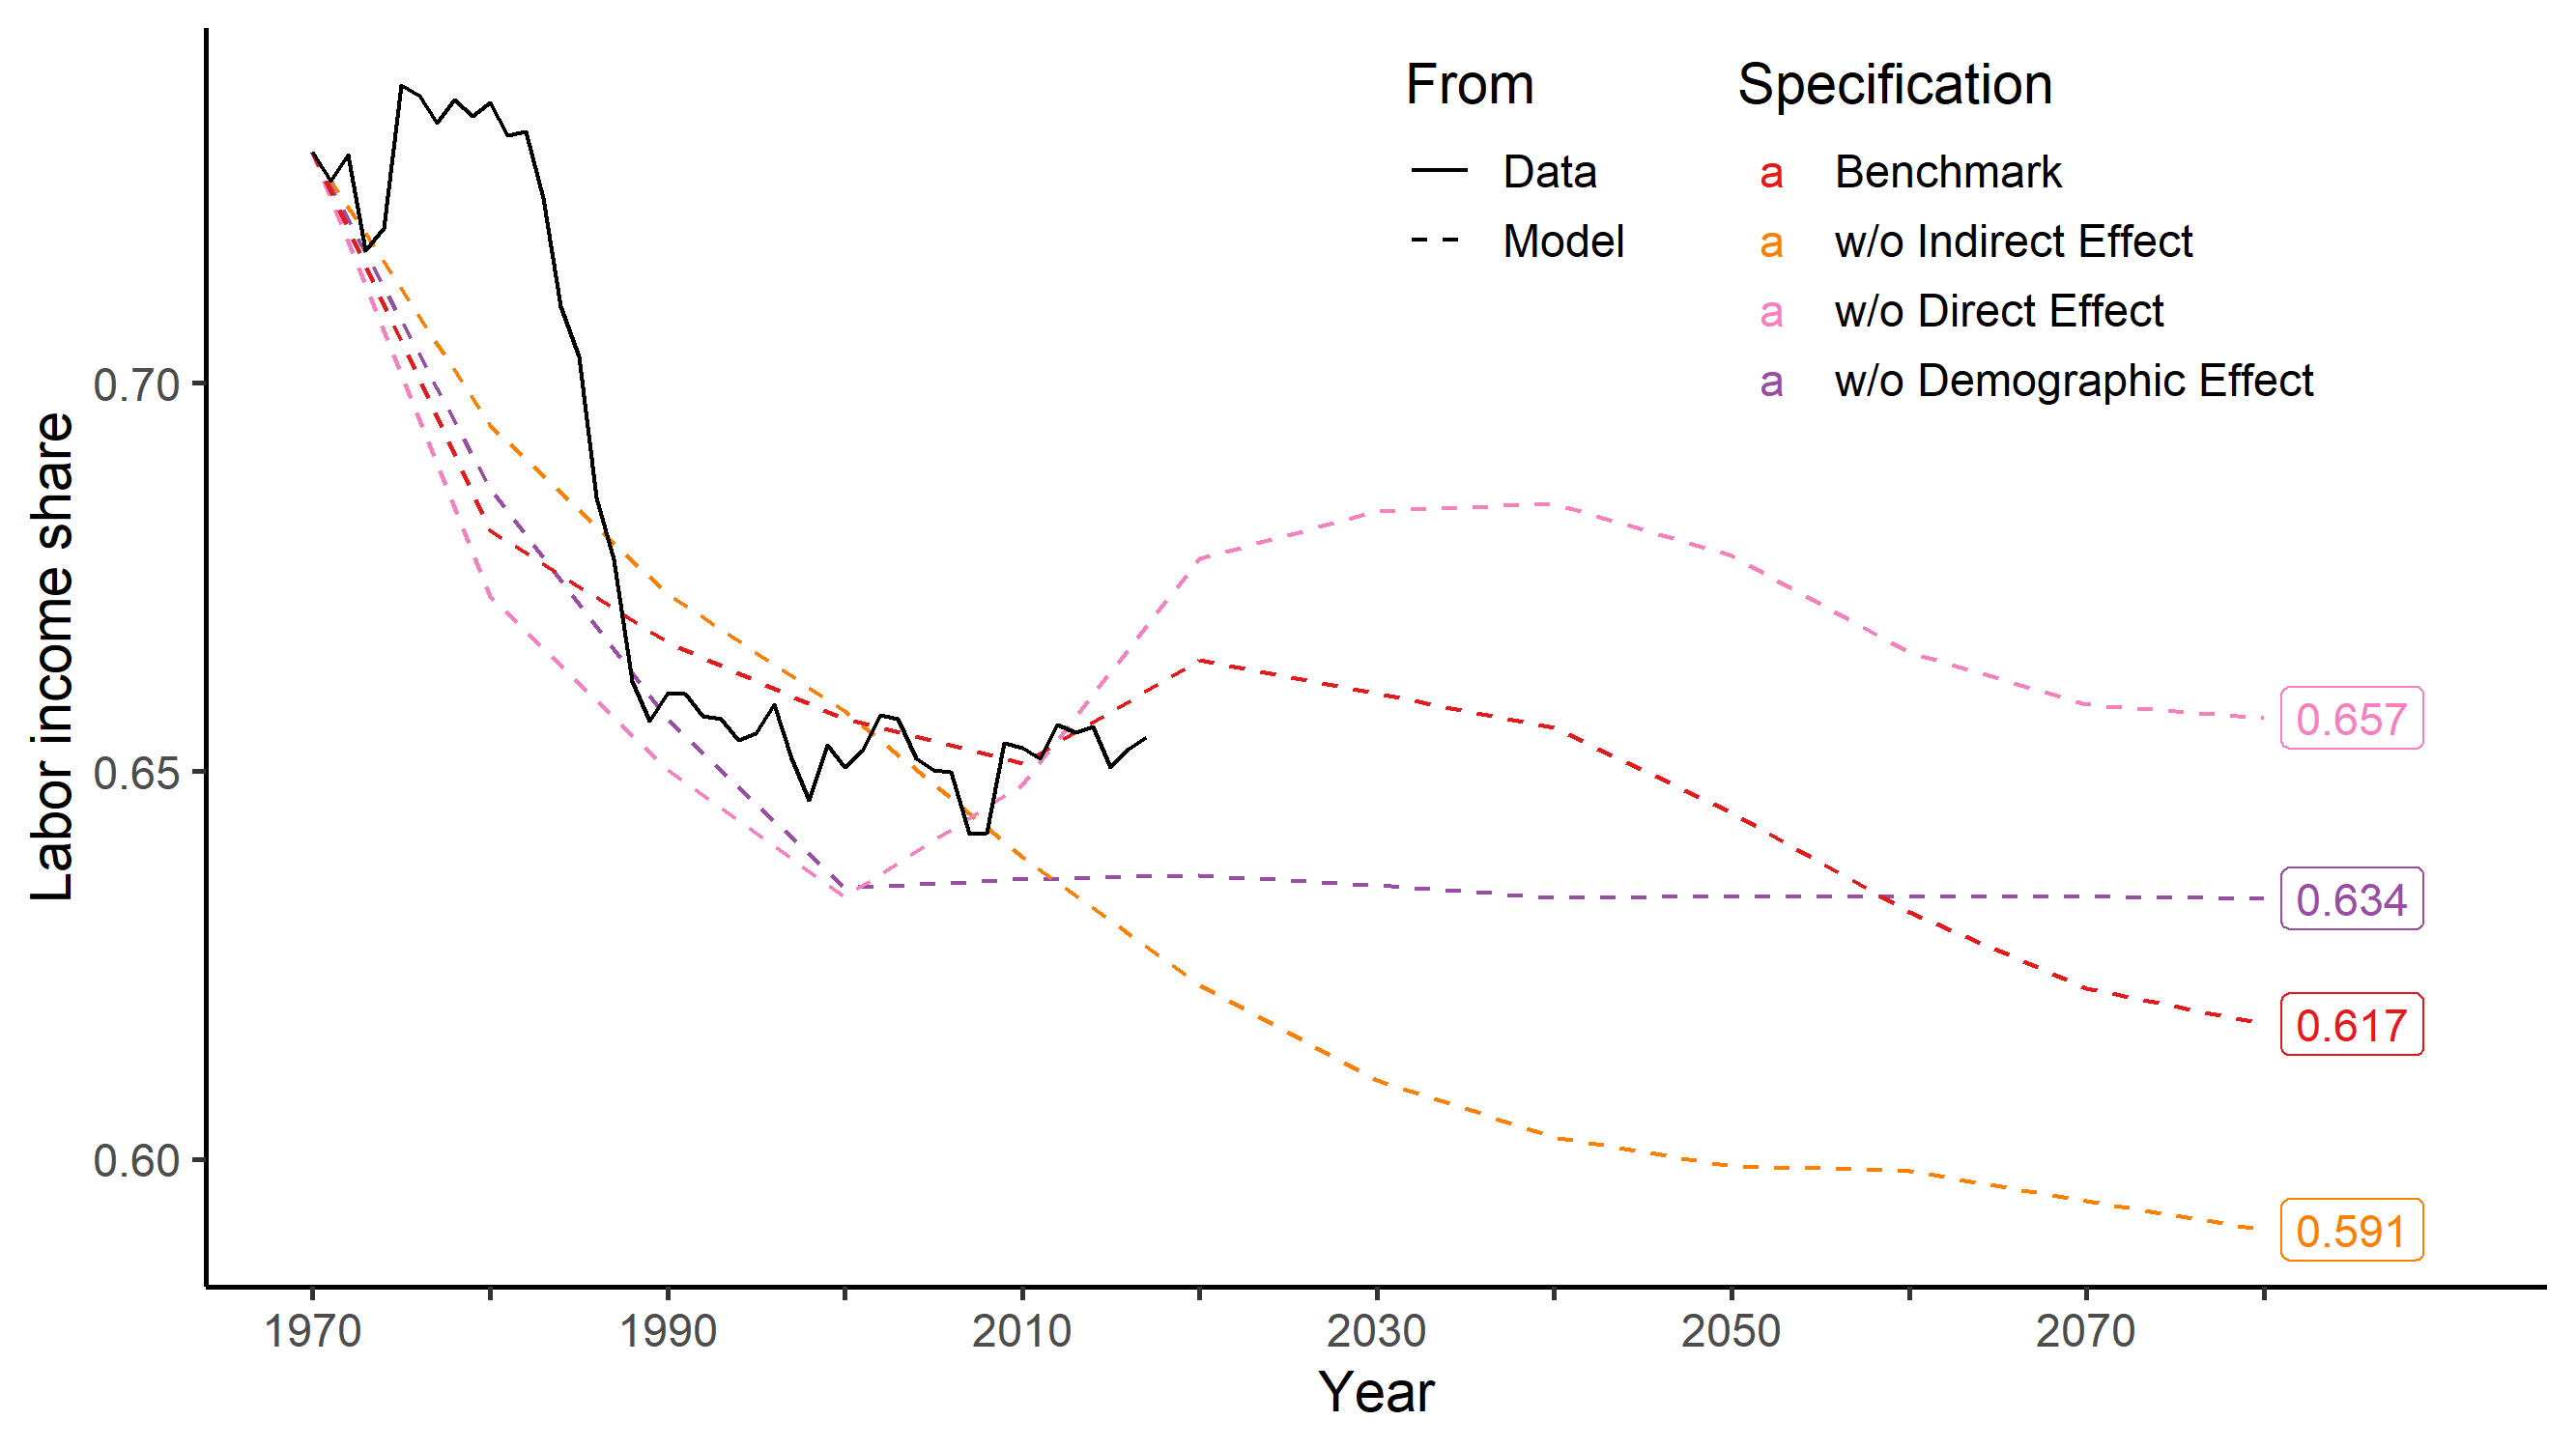 From
Data
Model
Specification
a Benchmark
a w/o Indirect Effect
a w/o Direct Effect
a w/o Demographic Effect
Labor income share
0.70
0.65
0.60
0.657
0.634
0.617
0.591
1970 1990 2010 2030 2050 2070
Year